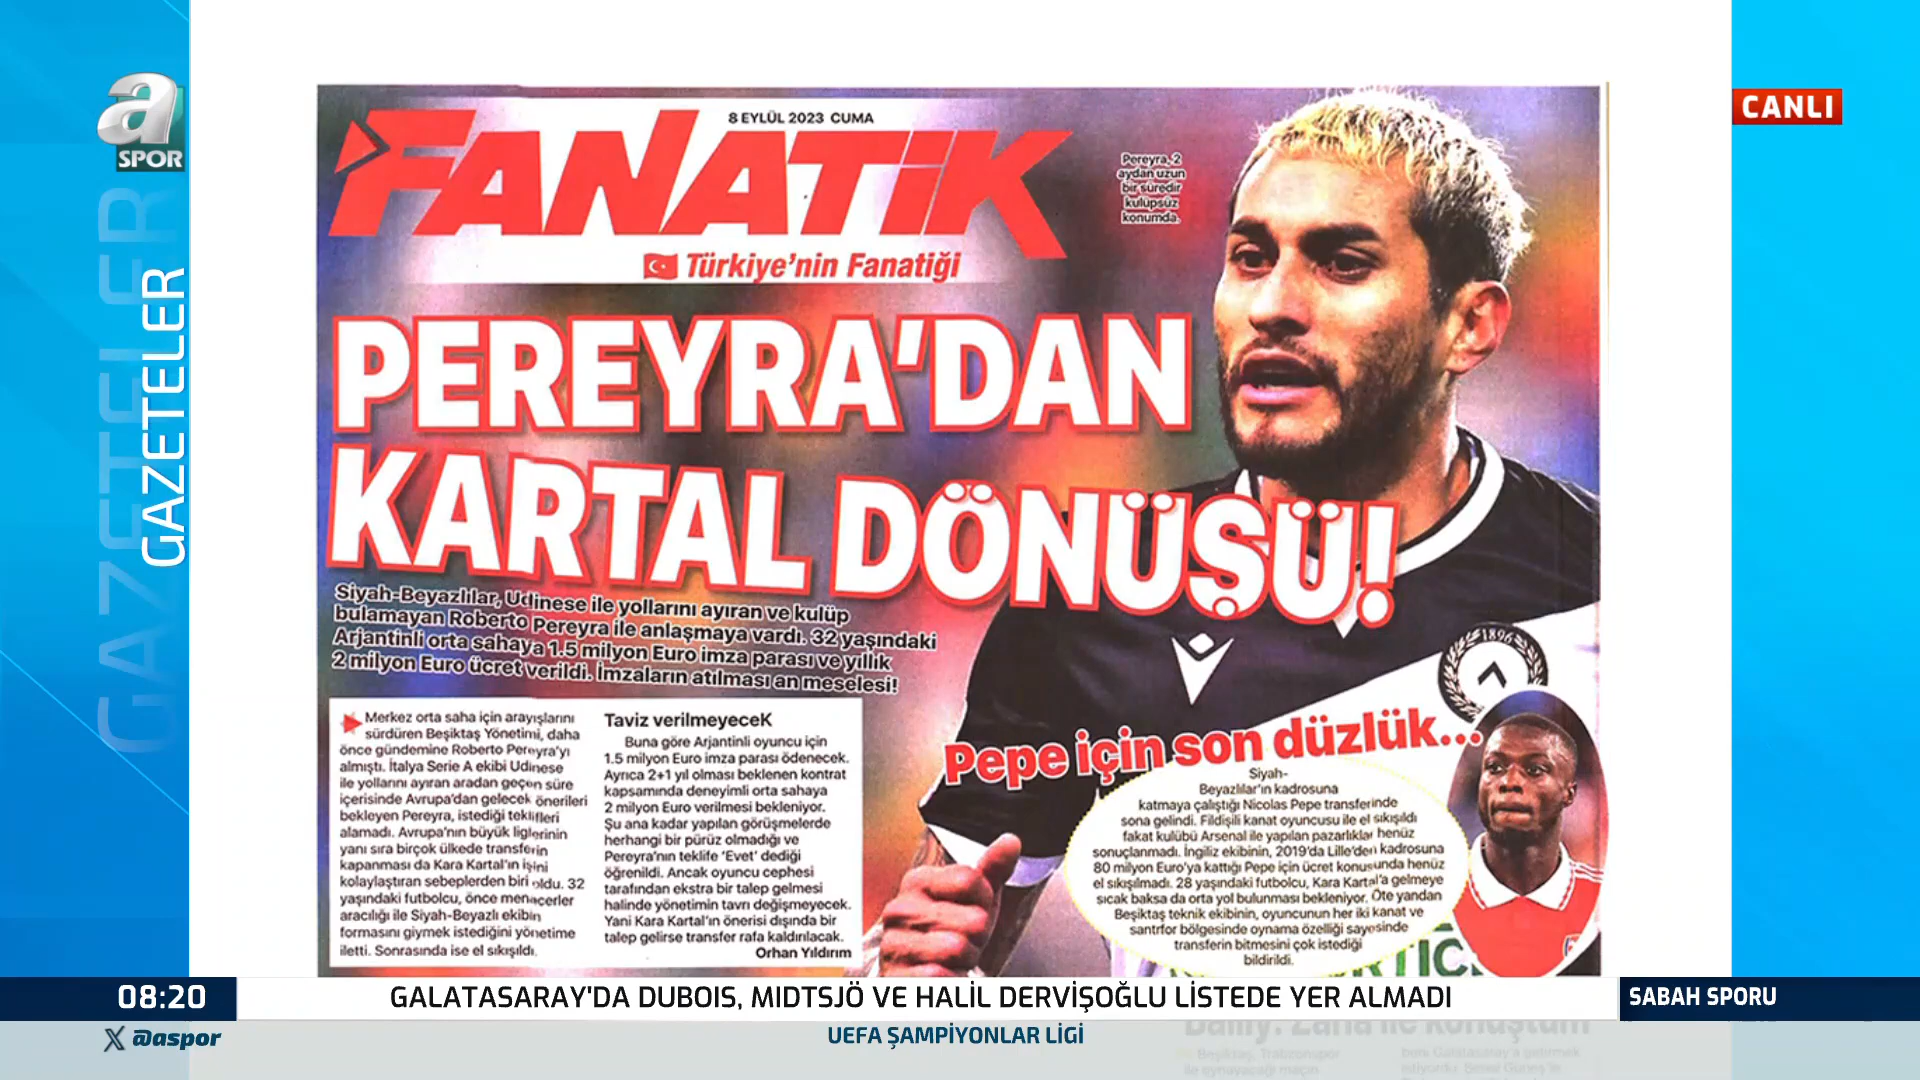 a
SPOR
GAZETELER
GAZETELER
CANLI
8 EYLÜL 2023 CUMA
FANATİK
Türkiye'nin Fanatiği
Pereyra, 2
aydan uzun
bir süredir
kulüpsüz
konumda.
PEREYRA'DAN
KARTAL DÖNÜŞÜ!
Siyah-Beyazlılar, Udinese ile yollarını ayıran ve kulüp
bulamayan Roberto Pereyra ile anlaşmaya vardı. 32 yaşındaki
Arjantinli orta sahaya 1.5 milyon Euro imza parası ve yıllık
2 milyon Euro ücret verildi. İmzaların atılması an meselesi!
Merkez orta saha için arayışlarını
sürdüren Beşiktaş Yönetimi, daha
önce gündemine Roberto Pereyra'yı
almıştı. İtalya Serie A ekibi Udinese
ile yollarını ayıran aradan geçen süre
içerisinde Avrupa'dan gelecek önerileri
bekleyen Pereyra, istediği teklifleri
alamadı. Avrupa'nın büyük liglerinin
yanı sıra birçok ülkede transferin
kapanması da Kara Kartal'ın işini
kolaylaştıran sebeplerden biri oldu. 32
yaşındaki futbolcu, önce menacerler
aracılığı ile Siyah-Beyazlı ekibin
formasını giymek istediğini yönetime
iletti. Sonrasında ise el sıkışıldı.
Taviz verilmeyeceK
Buna göre Arjantinli oyuncu için
1.5 milyon Euro imza parası ödenecek.
Ayrıca 2+1 yıl olması beklenen kontrat
kapsamında deneyimli orta sahaya
2 milyon Euro verilmesi bekleniyor.
Şu ana kadar yapılan görüşmelerde
herhangi bir pürüz olmadığı ve
Pereyra'nın teklife 'Evet' dediği
öğrenildi. Ancak oyuncu cephesi
tarafından ekstra bir talep gelmesi
halinde yönetimin tavrı değişmeyecek.
Yani Kara Kartal'ın önerisi dışında bir
talep gelirse transfer rafa kaldırılacak.
Orhan Yıldırım
1896
Pepe için son düzlük...
Siyah-
Beyazlılar'ın kadrosuna
katmaya çalıştığı Nicolas Pepe transferinde
sona gelindi. Fildişili kanat oyuncusu ile el sıkışıldı
fakat kulübü Arsenal ile yapılan pazarlıklar henüz
sonuçlanmadı. İngiliz ekibinin, 2019'da Lille'den kadrosuna
80 milyon Euro'ya kattığı Pepe için ücret konusunda henüz
el sıkışılmadı. 28 yaşındaki futbolcu, Kara Kartal'a gelmeye
sıcak baksa da orta yol bulunması bekleniyor. Öte yandan
Beşiktaş teknik ekibinin, oyuncunun her iki kanat ve
santrfor bölgesinde oynama özelliği sayesinde
transferin bitmesini çok istediği
bildirildi.
08:20
GALATASARAY'DA DUBOIS, MIDTSJÖ VE HALİL DERVİŞOĞLU LİSTEDE YER ALMADI
SABAH SPORU
X @aspor
UEFA ŞAMPİYONLAR LİGİ